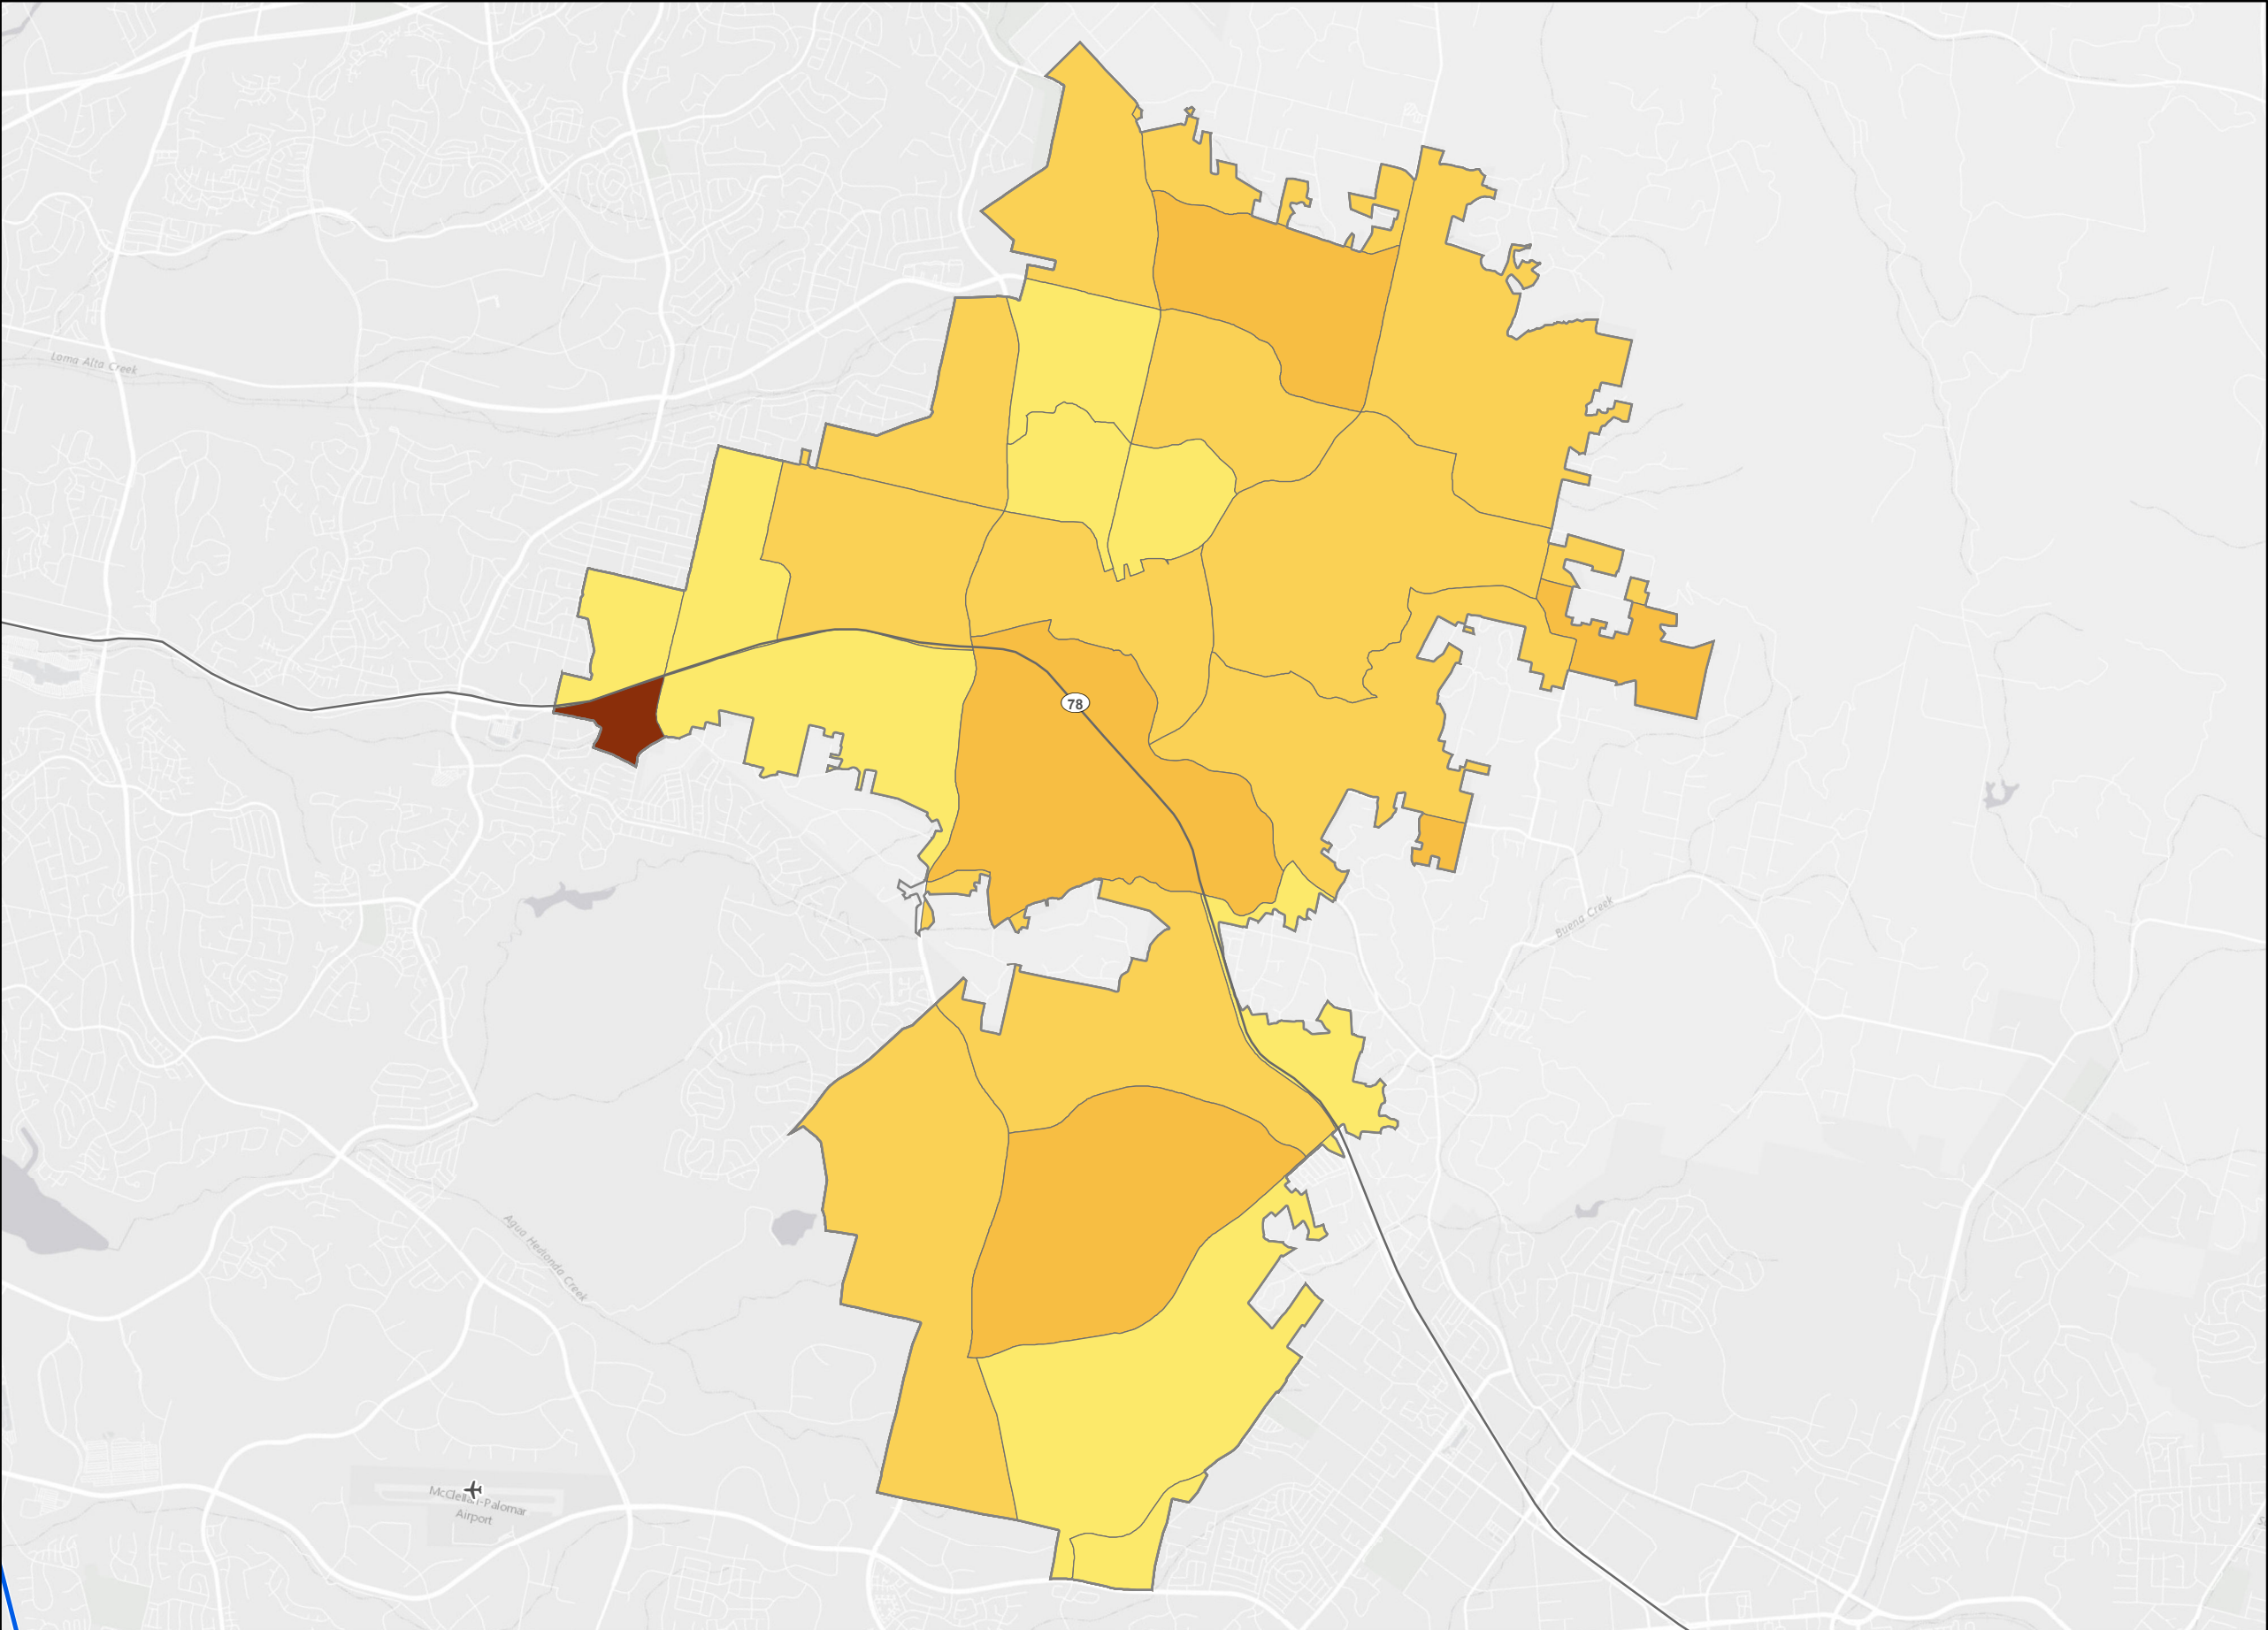 Loma Alta Creek
78
Buena Creek
Agua Hedionda Creek
McClellan-Palomar
Airport